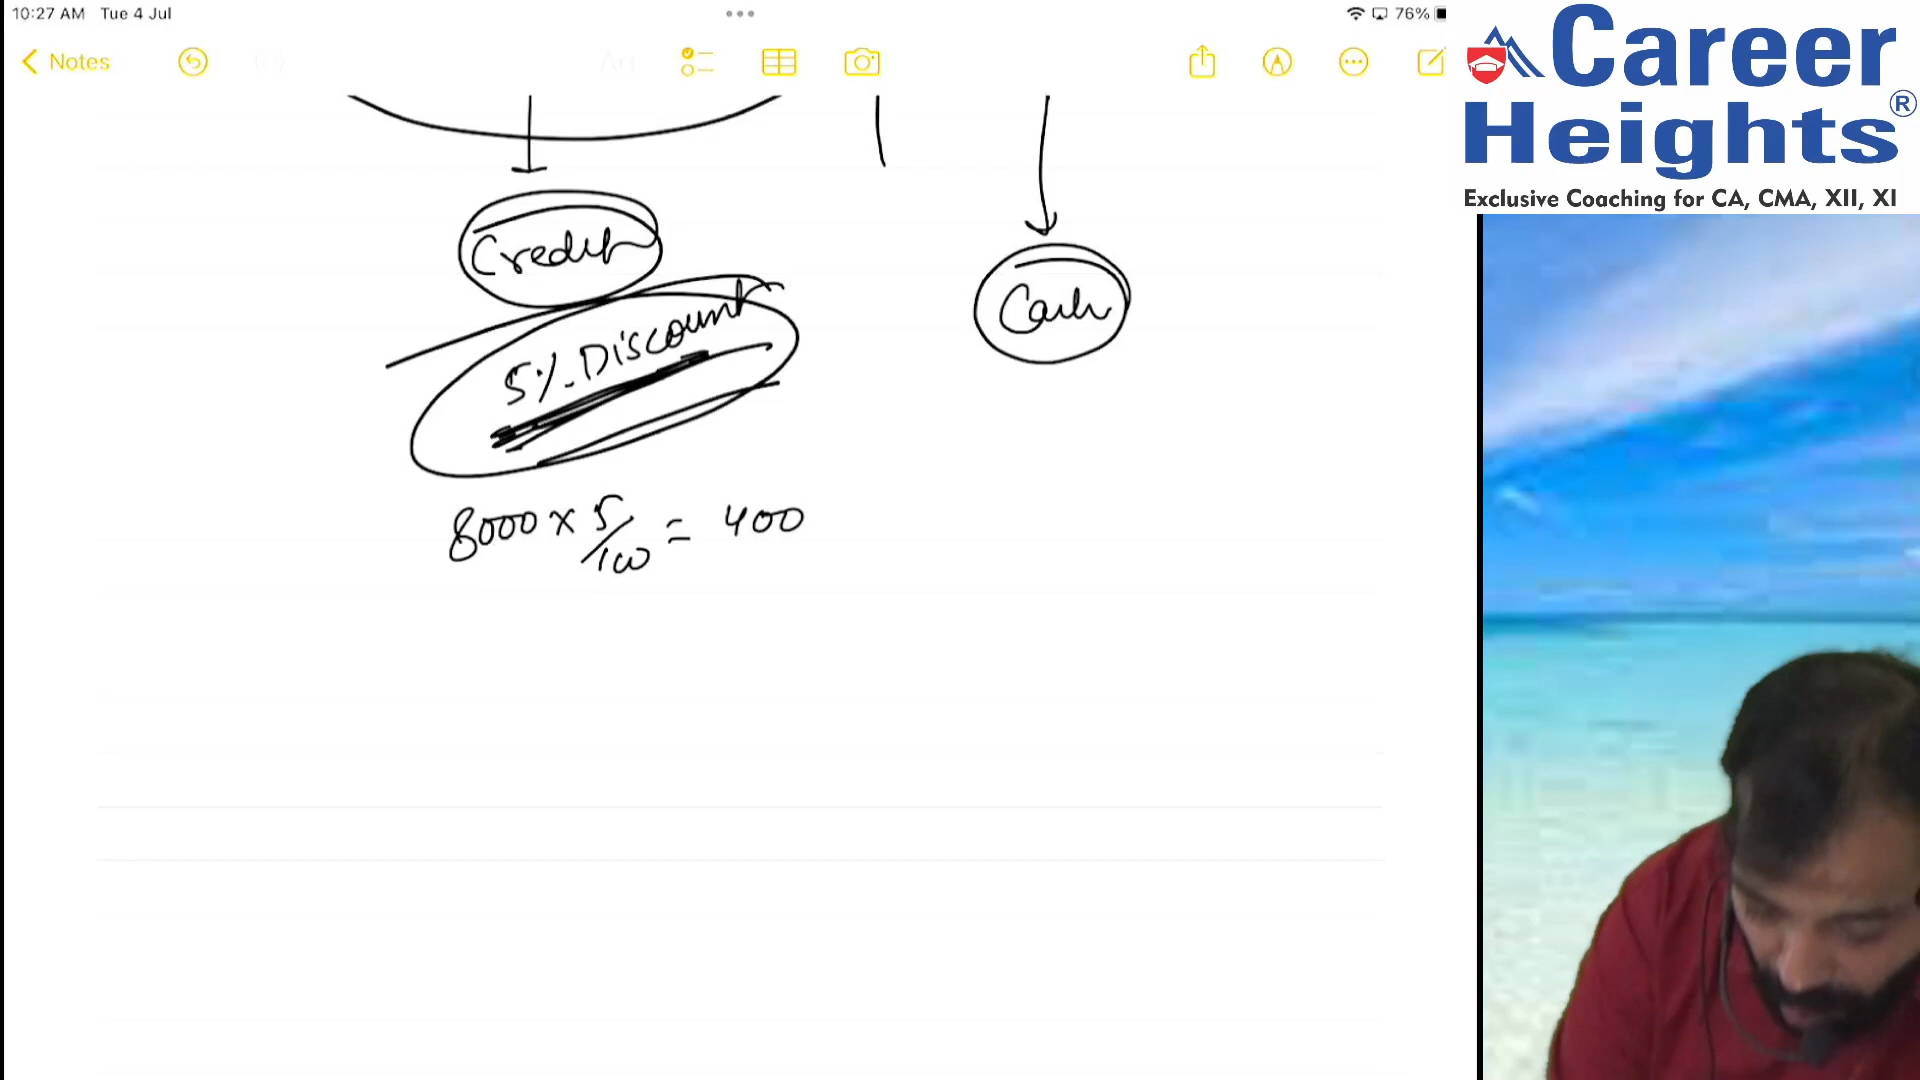 10:27 AM Tue 4 Jul
76%
Notes
Career
Heights®
Exclusive Coaching for CA, CMA, XII, XI
Credit
Cash
5% Discount
8000 x 5/100 = 400